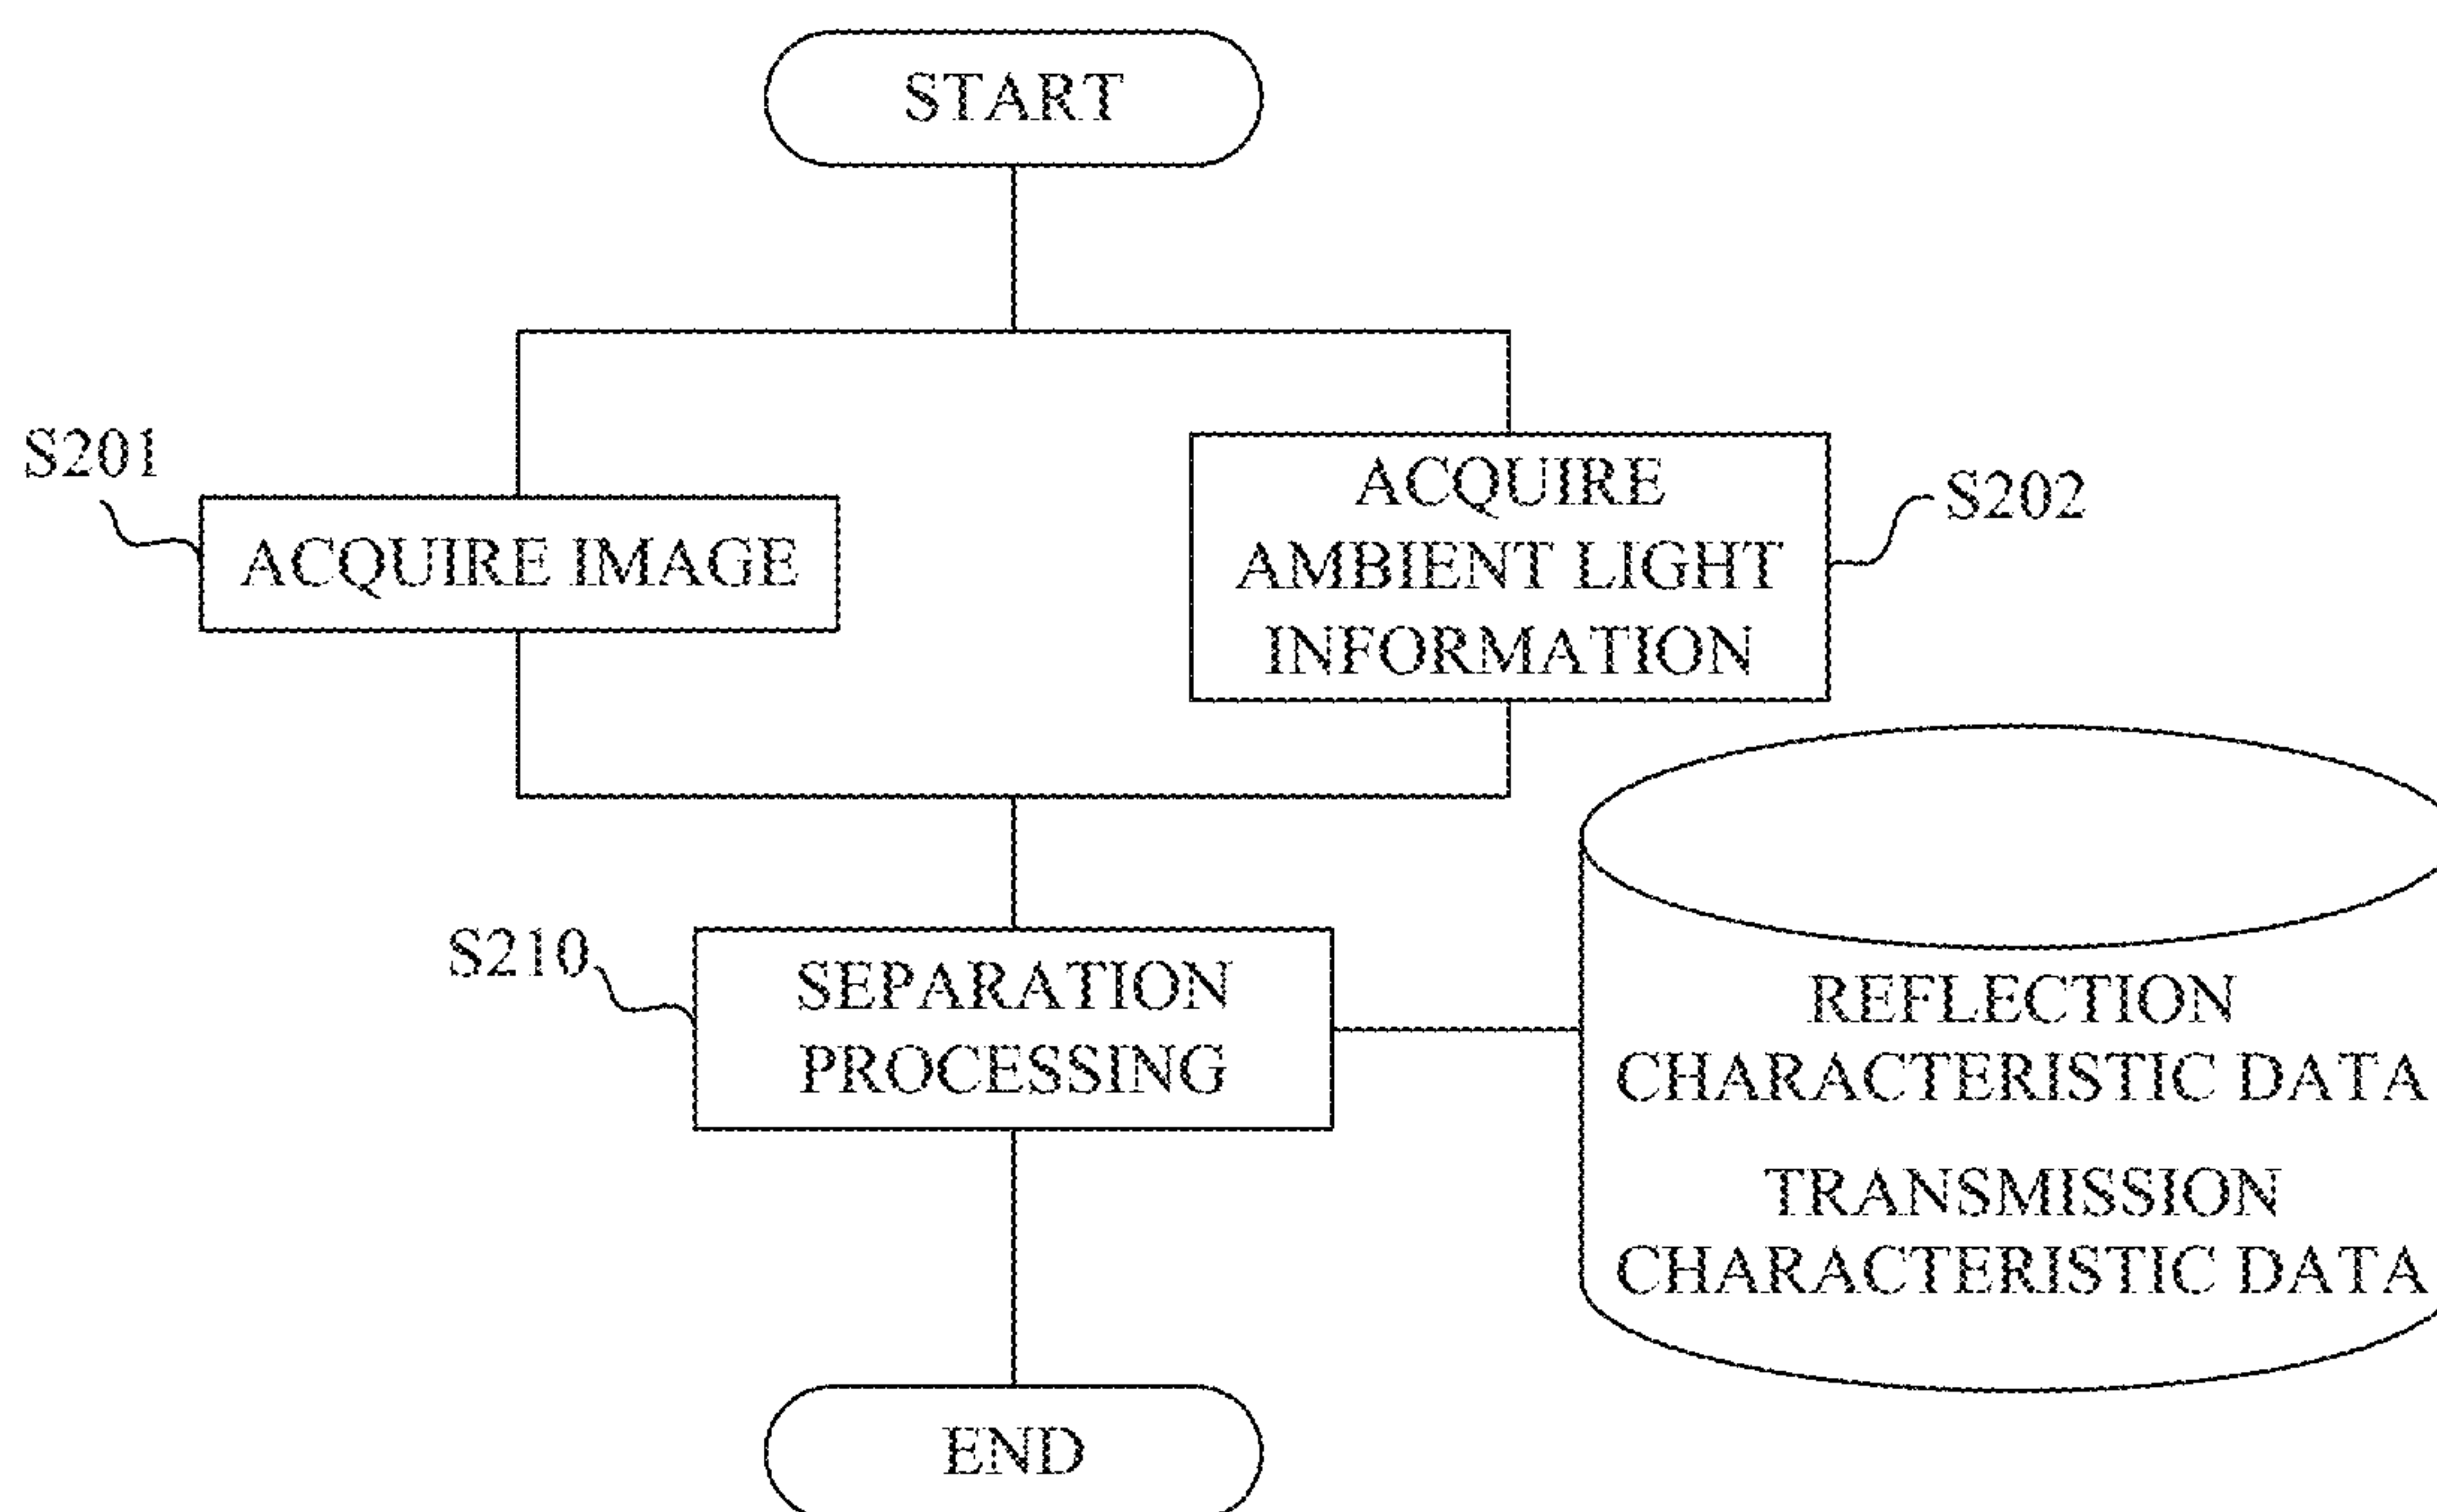 START
S201
ACQUIRE IMAGE
ACQUIRE
AMBIENT LIGHT
INFORMATION
S202
S210
SEPARATION
PROCESSING
REFLECTION
CHARACTERISTIC DATA
TRANSMISSION
CHARACTERISTIC DATA
END